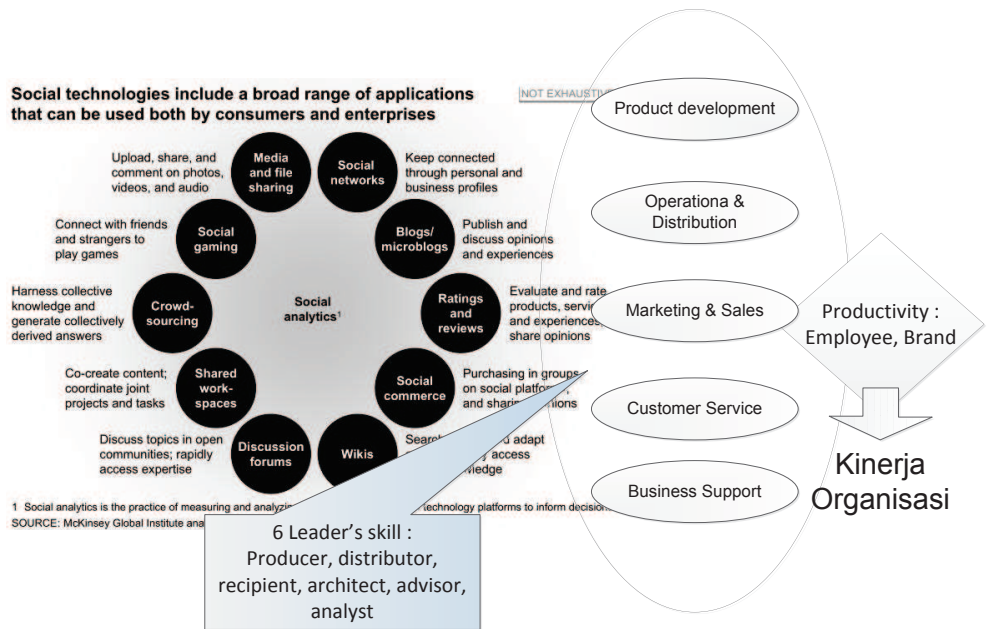 Social technologies include a broad range of applications
that can be used both by consumers and enterprises
NOT EXHAUSTIVE
Media
and file
sharing
Upload, share, and
comment on photos,
videos, and audio
Social
networks
Keep connected
through personal and
business profiles
Social
gaming
Connect with friends
and strangers to
play games
Blogs/
microblogs
Publish and
discuss opinions
and experiences
Crowd-
sourcing
Harness collective
knowledge and
generate collectively
derived answers
Social
analytics1
Ratings
and
reviews
Evaluate and rate
products,
and experiences,
share opinions
Shared
work-
spaces
Co-create content;
coordinate joint
projects and tasks
Social
commerce
Purchasing in groups
on social
and
Discussion
forums
Discuss topics in open
communities; rapidly
access expertise
Wikis
adapt
access
1 Social analytics is the practice of measuring and technology platforms to inform
SOURCE: McKinsey Global Institute
6 Leader’s skill :
Producer, distributor,
recipient, architect, advisor,
analyst
Product development
Operationa &
Distribution
Marketing & Sales
Customer Service
Business Support
Productivity :
Employee, Brand
Kinerja
Organisasi